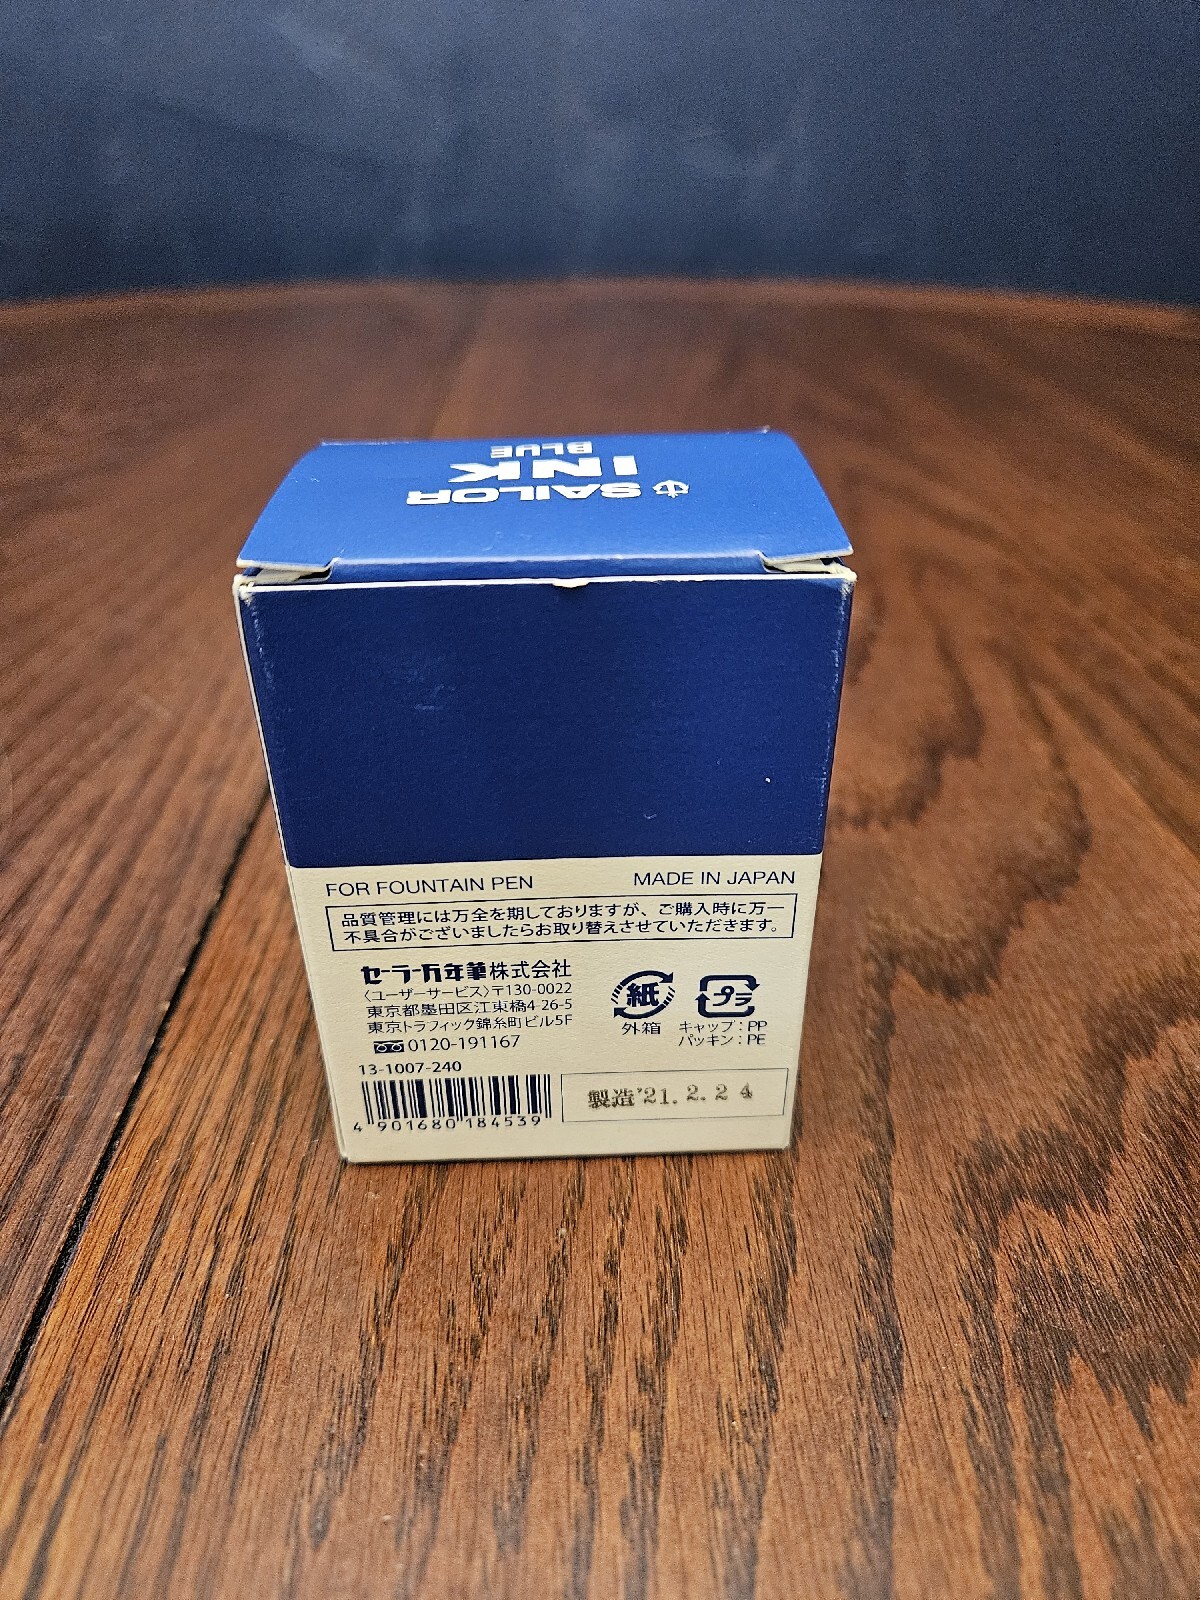 SAILOR
INK
BLUE
FOR FOUNTAIN PEN
MADE IN JAPAN
品質管理には万全を期しておりますが、ご購入時に万一
不具合がございましたらお取り替えさせていただきます。
セーラー万年筆株式会社
〈ユーザーサービス〉〒130-0022
東京都墨田区江東橋4-26-5
東京トラフィック錦糸町ビル5F
0120-191167
紙
外箱
プラ
キャップ:PP
パッキン:PE
13-1007-240
4 901680 184539
製造'21.2.24